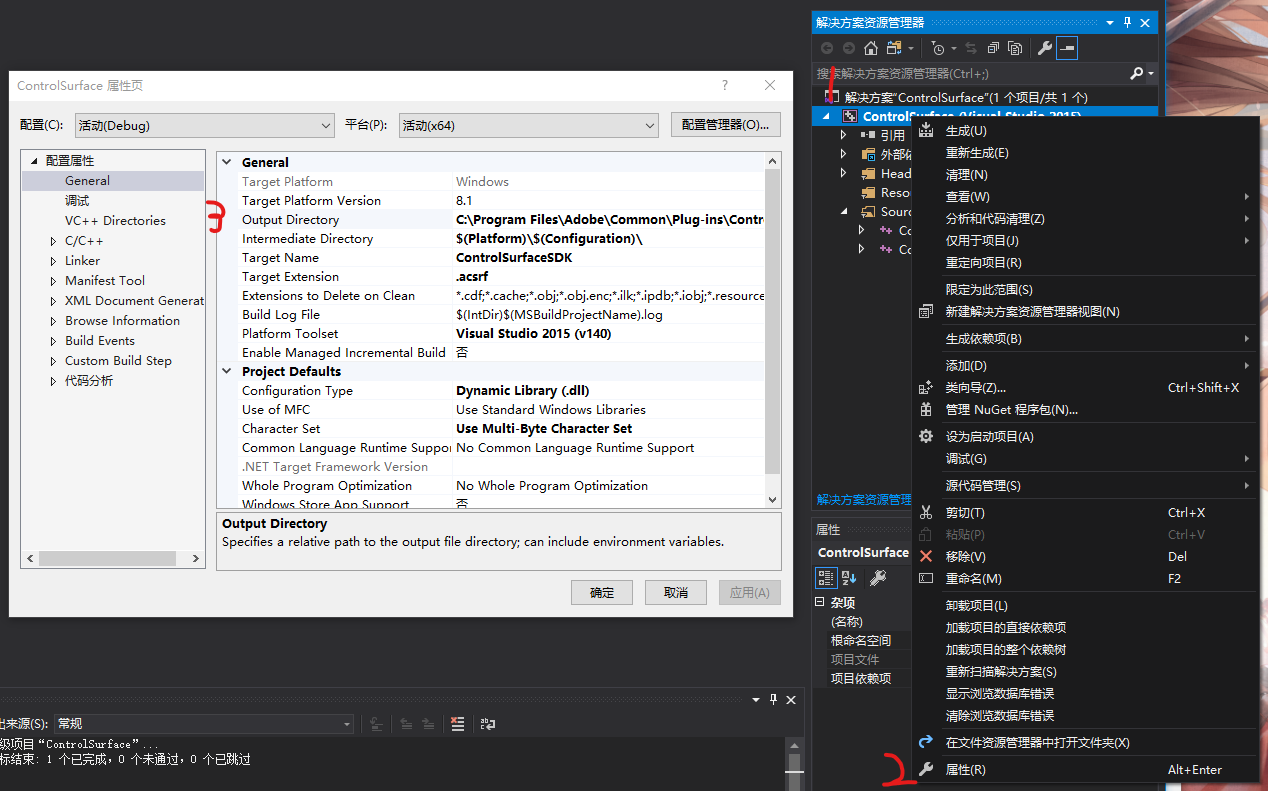 ControlSurface 属性页
配置(C):
活动(Debug)
平台(P):
活动(x64)
配置管理器(O)...
配置属性
General
调试
VC++ Directories
C/C++
Linker
Manifest Tool
XML Document Generat
Browse Information
Build Events
Custom Build Step
代码分析
General
Target Platform Windows
Target Platform Version 8.1
Output Directory C:\Program Files\Adobe\Common\Plug-ins\Contr
Intermediate Directory $(Platform)\$(Configuration)\
Target Name ControlSurfaceSDK
Target Extension .acsrf
Extensions to Delete on Clean *.cdf;*.cache;*.obj;*.obj.enc;*.ilk;*.ipdb;*.iobj;*.resource
Build Log File $(IntDir)$(MSBuildProjectName).log
Platform Toolset Visual Studio 2015 (v140)
Enable Managed Incremental Build 否
Project Defaults
Configuration Type Dynamic Library (.dll)
Use of MFC Use Standard Windows Libraries
Character Set Use Multi-Byte Character Set
Common Language Runtime Suppor No Common Language Runtime Support
.NET Target Framework Version
Whole Program Optimization No Whole Program Optimization
Windows Store App Support 否
Output Directory
Specifies a relative path to the output file directory; can include environment variables.
确定
取消
应用(A)
3
出来源(S): 常规
级项目“ControlSurface”...
标结束: 1 个已完成，0 个未通过，0 个已跳过
解决方案资源管理器
搜索解决方案资源管理器(Ctrl+;)
1
解决方案"ControlSurface"(1 个项目/共 1 个)
ControlSurface (Visual Studio 2015)
引用
外部依
Head
Reso
Sourc
Co
Co
解决方案资源管理
属性
ControlSurface
杂项
(名称)
根命名空间
项目文件
项目依赖项
生成(U)
重新生成(E)
清理(N)
查看(W)
分析和代码清理(Z)
仅用于项目(J)
重定向项目(R)
限定为此范围(S)
新建解决方案资源管理器视图(N)
生成依赖项(B)
添加(D)
类向导(Z)... Ctrl+Shift+X
管理 NuGet 程序包(N)...
设为启动项目(A)
调试(G)
源代码管理(S)
剪切(T) Ctrl+X
粘贴(P) Ctrl+V
移除(V) Del
重命名(M) F2
卸载项目(L)
加载项目的直接依赖项
加载项目的整个依赖树
重新扫描解决方案(S)
显示浏览数据库错误
清除浏览数据库错误
在文件资源管理器中打开文件夹(X)
2
属性(R) Alt+Enter